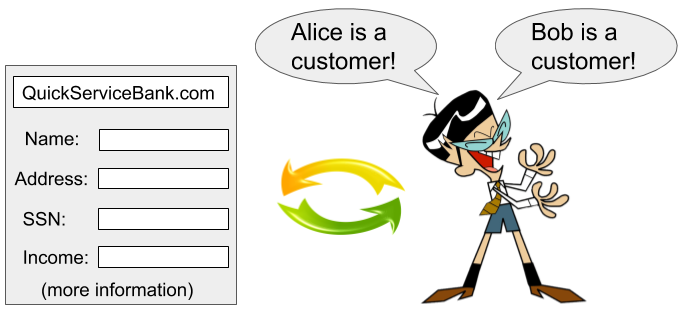 QuickServiceBank.com
Name:
Address:
SSN:
Income:
(more information)
Alice is a
customer!
Bob is a
customer!